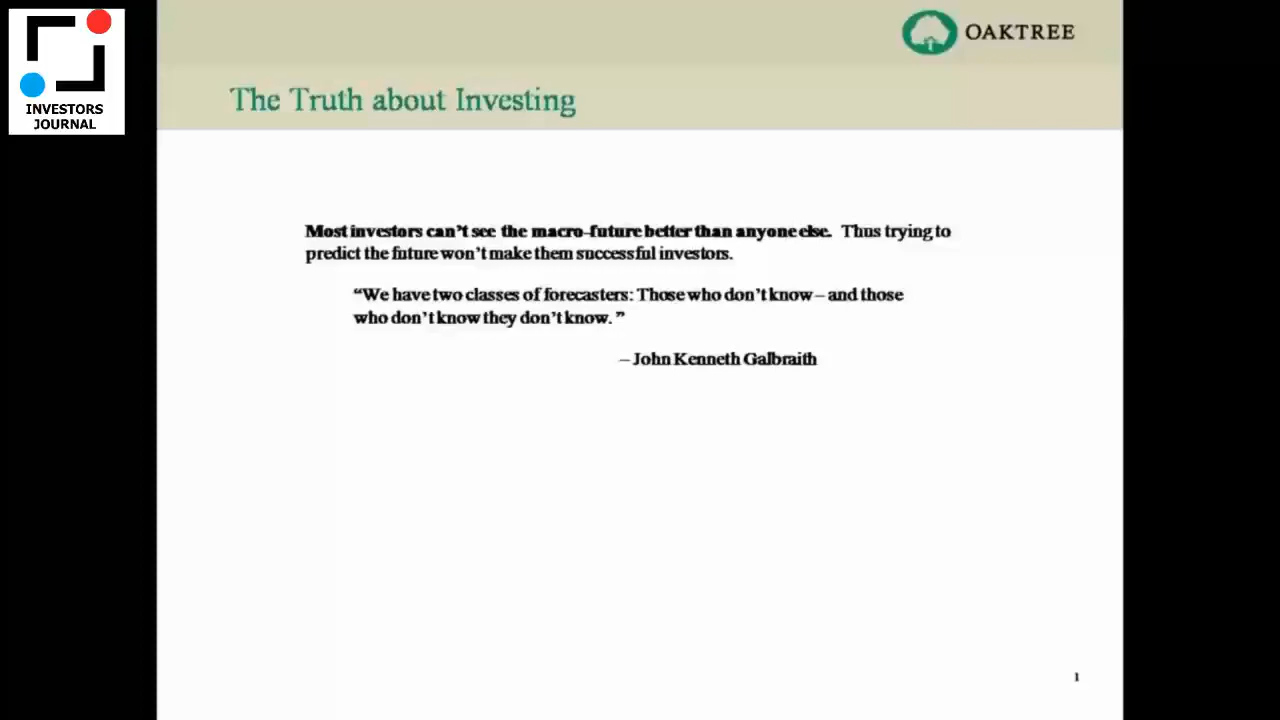 INVESTORS
JOURNAL
OAKTREE
The Truth about Investing
Most investors can't see the macro-future better than anyone else. Thus trying to
predict the future won't make them successful investors.
“We have two classes of forecasters: Those who don't know – and those
who don't know they don't know. ”
– John Kenneth Galbraith
1